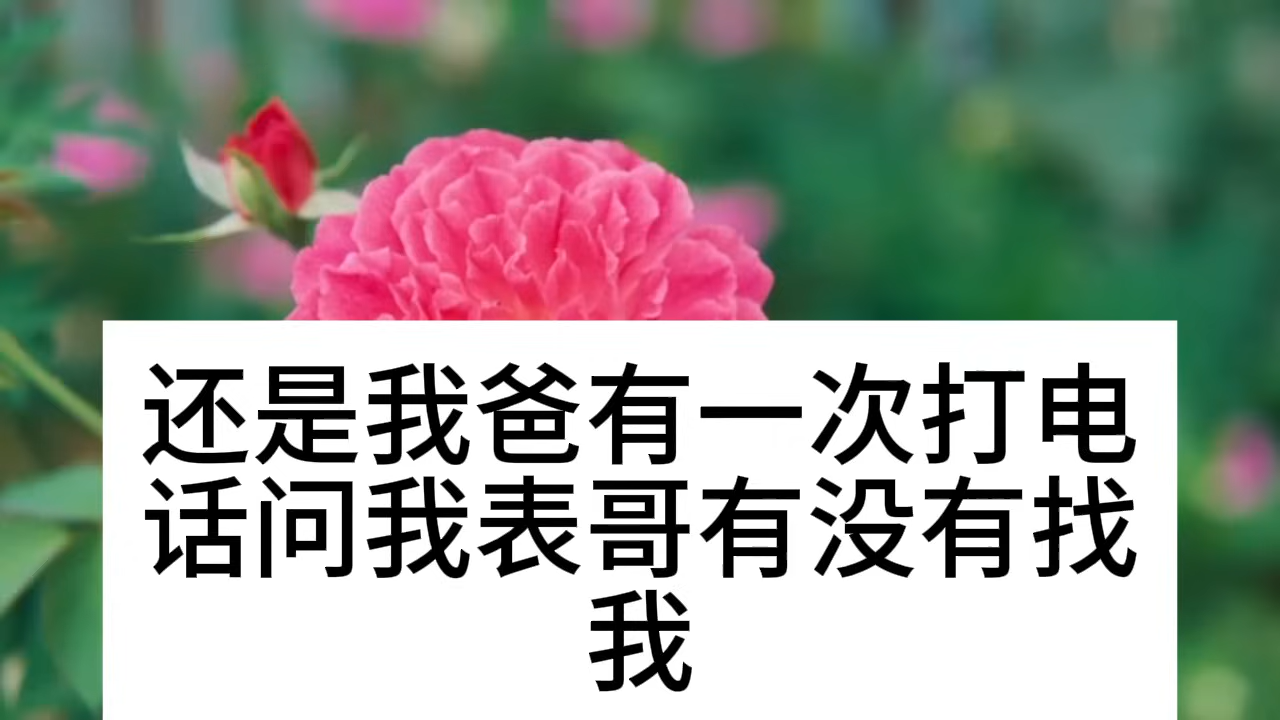 还是我爸有一次打电
话问我表哥有没有找
我